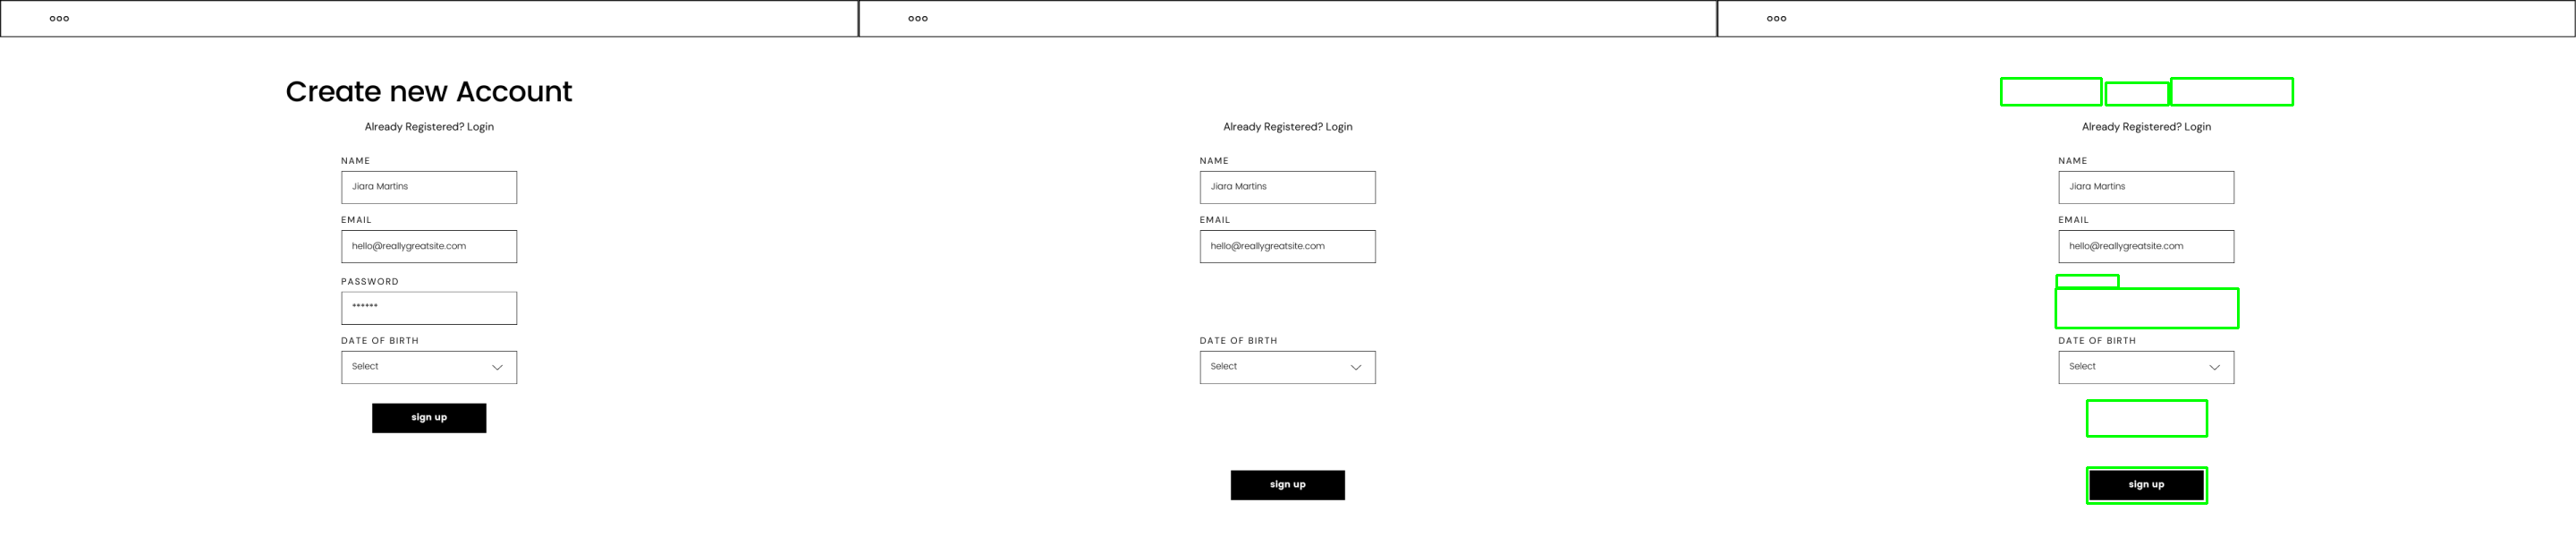 Create new Account
Already Registered? Login
NAME
Jiara Martins
EMAIL
hello@reallygreatsite.com
PASSWORD
******
DATE OF BIRTH
Select
sign up
Already Registered? Login
NAME
Jiara Martins
EMAIL
hello@reallygreatsite.com
DATE OF BIRTH
Select
sign up
Already Registered? Login
NAME
Jiara Martins
EMAIL
hello@reallygreatsite.com
DATE OF BIRTH
Select
sign up